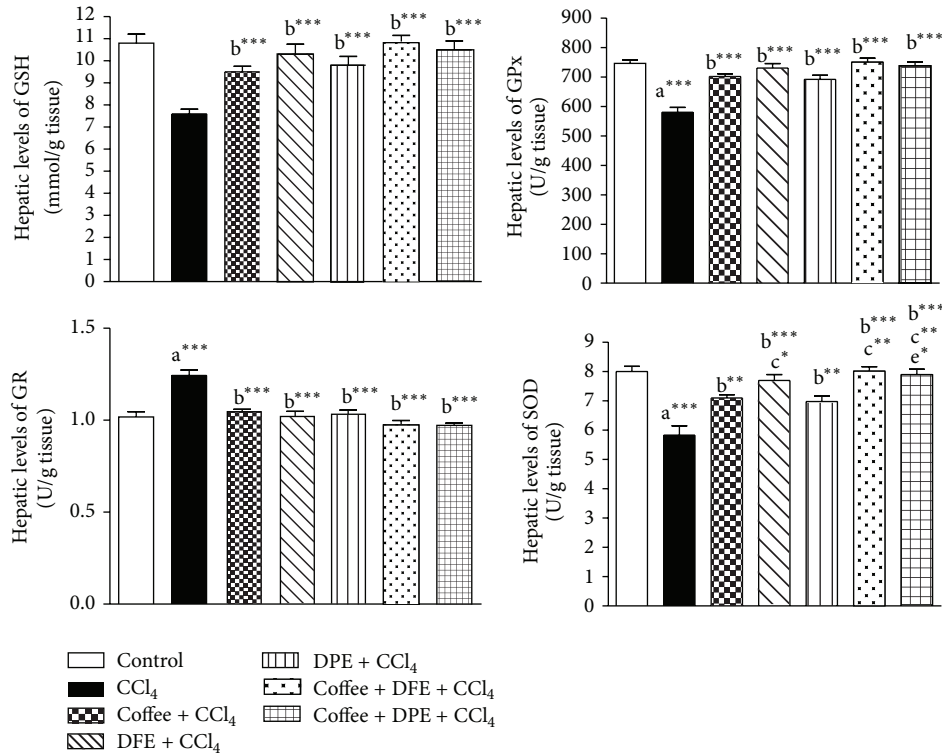 Hepatic levels of GSH
(mmol/g tissue)
12
11
10
9
8
7
6
5
4
3
2
1
0
b***
b***
b***
b***
b***
Hepatic levels of GPx
(U/g tissue)
900
800
700
600
500
400
300
200
100
0
a***
b***
b***
b***
b***
b***
Hepatic levels of GR
(U/g tissue)
1.5
1.0
0.5
0.0
a***
b***
b***
b***
b***
b***
Hepatic levels of SOD
(U/g tissue)
9
8
7
6
5
4
3
2
1
0
a***
b**
b***
c*
b**
b***
c**
b***
c**
e*
Control
CCl₄
Coffee + CCl₄
DFE + CCl₄
DPE + CCl₄
Coffee + DFE + CCl₄
Coffee + DPE + CCl₄